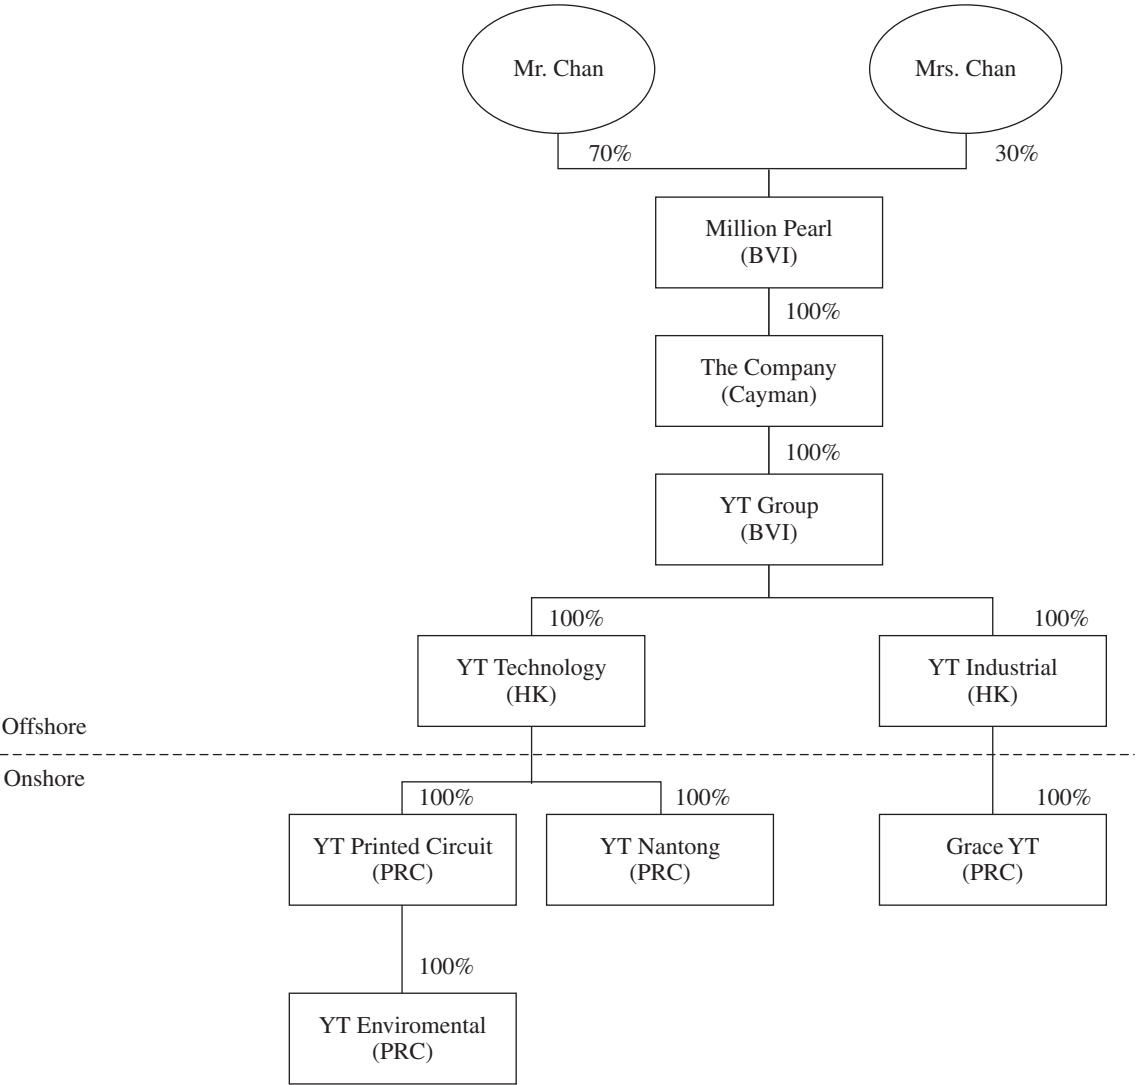 Mr. Chan
Mrs. Chan
70%
30%
Million Pearl
(BVI)
100%
The Company
(Cayman)
100%
YT Group
(BVI)
100%
100%
YT Technology
(HK)
YT Industrial
(HK)
Offshore
Onshore
100%
100%
100%
YT Printed Circuit
(PRC)
YT Nantong
(PRC)
Grace YT
(PRC)
100%
YT Enviromental
(PRC)